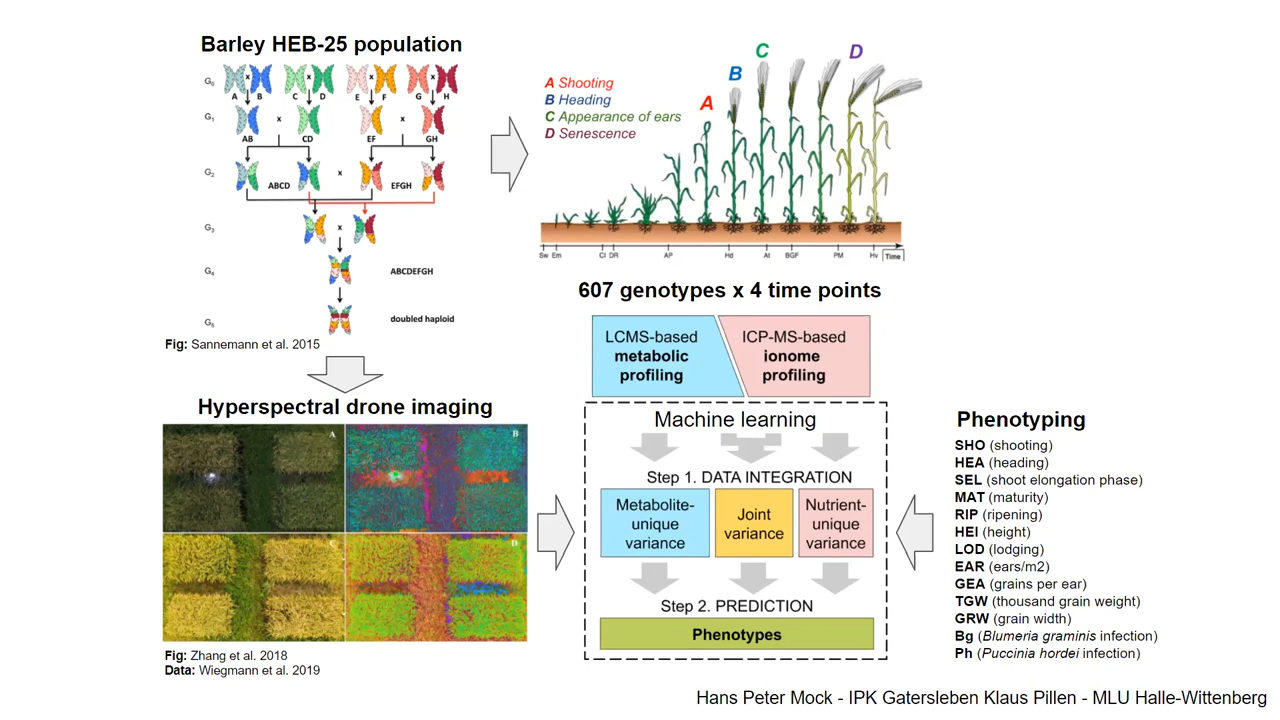 Barley HEB-25 population
G0
x
x
x
x
A
B
C
D
E
F
G
H
G1
x
x
AB
CD
EF
GH
G2
ABCD
x
EFGH
G3
x
G4
ABCDEFGH
G5
doubled haploid
Fig: Sannemann et al. 2015
A Shooting
B Heading
C Appearance of ears
D Senescence
A
B
C
D
Sw Em CI DR AP Hd At BGF PM Hv Time
607 genotypes x 4 time points
LCMS-based
metabolic
profiling
ICP-MS-based
ionome
profiling
Hyperspectral drone imaging
A
B
C
D
Fig: Zhang et al. 2018
Data: Wiegmann et al. 2019
Machine learning
Step 1. DATA INTEGRATION
Metabolite-
unique
variance
Joint
variance
Nutrient-
unique
variance
Step 2. PREDICTION
Phenotypes
Phenotyping
SHO (shooting)
HEA (heading)
SEL (shoot elongation phase)
MAT (maturity)
RIP (ripening)
HEI (height)
LOD (lodging)
EAR (ears/m2)
GEA (grains per ear)
TGW (thousand grain weight)
GRW (grain width)
Bg (Blumeria graminis infection)
Ph (Puccinia hordei infection)
Hans Peter Mock - IPK Gatersleben Klaus Pillen - MLU Halle-Wittenberg